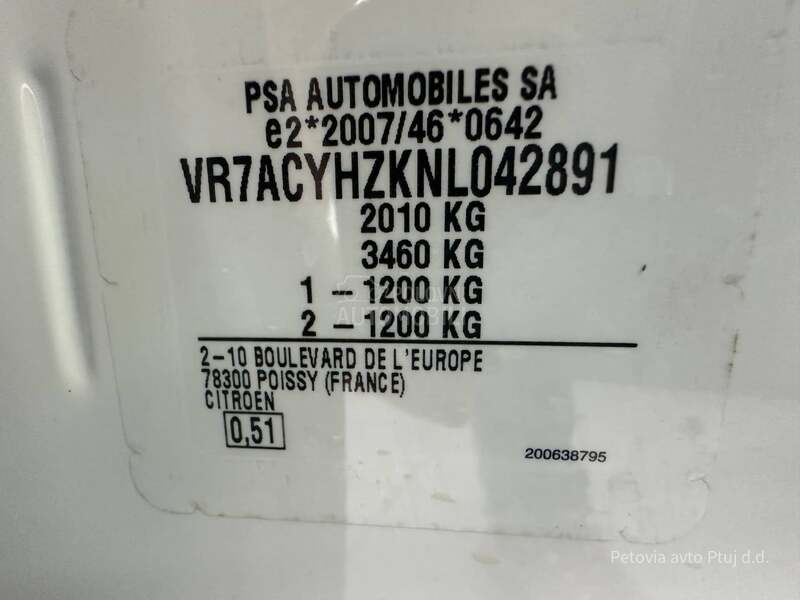 PSA AUTOMOBILES SA
e2*2007/46*0642
VR7ACYHZKNL042891
2010 KG
3460 KG
1 – 1200 KG
2 – 1200 KG
2–10 BOULEVARD DE L'EUROPE
78300 POISSY (FRANCE)
CITROEN
0,51
200638795
Petovia avto Ptuj d.d.